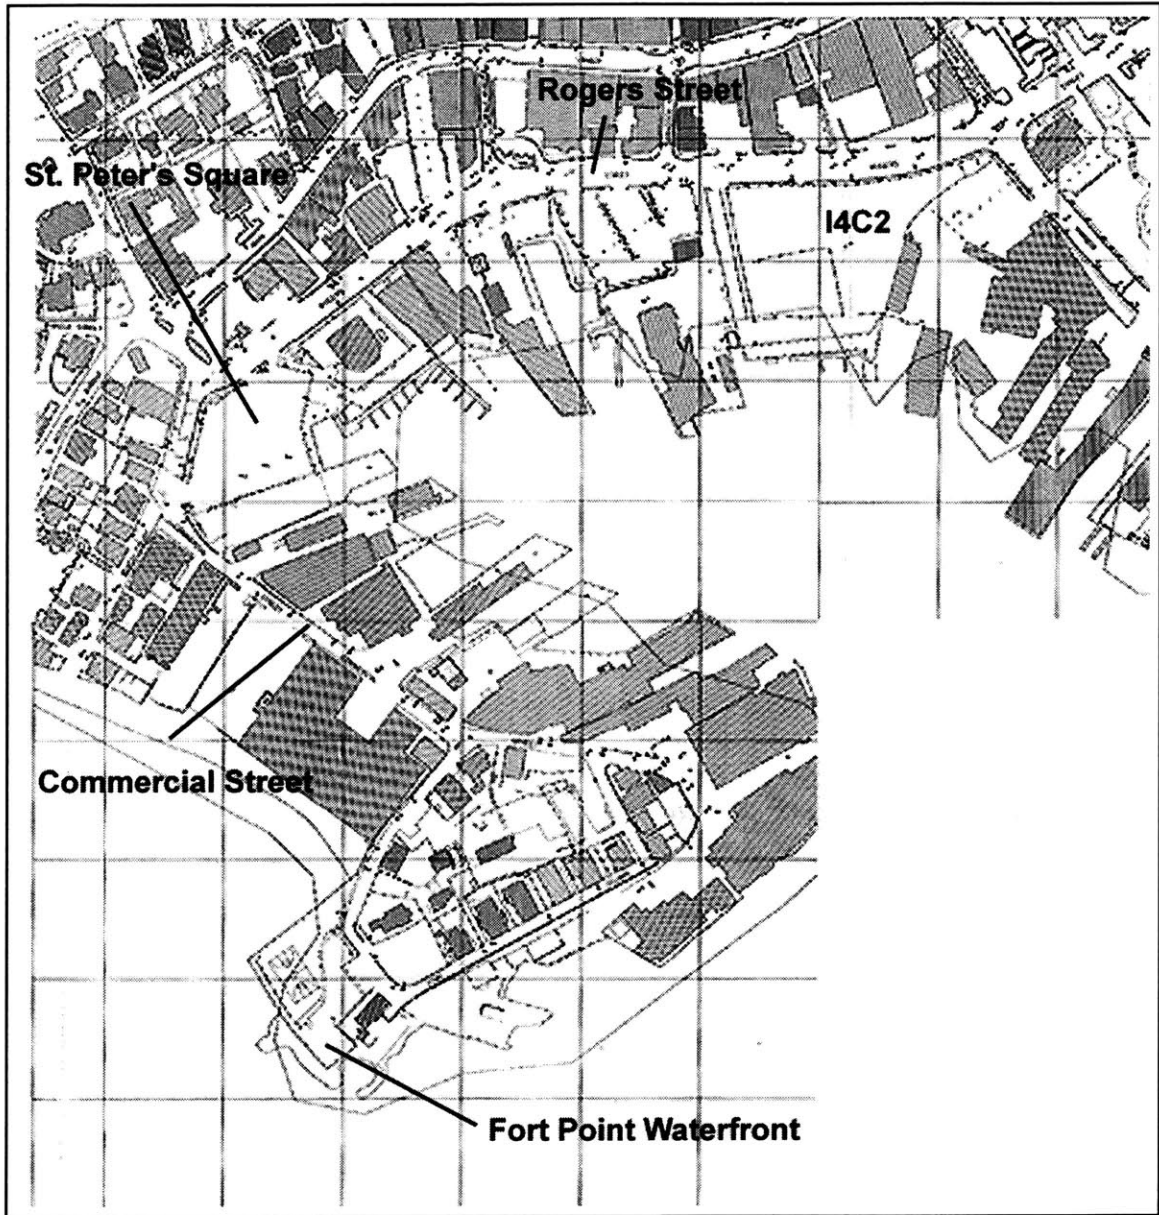 Rogers Street
St. Peter's Square
I4C2
Commercial Street
Fort Point Waterfront